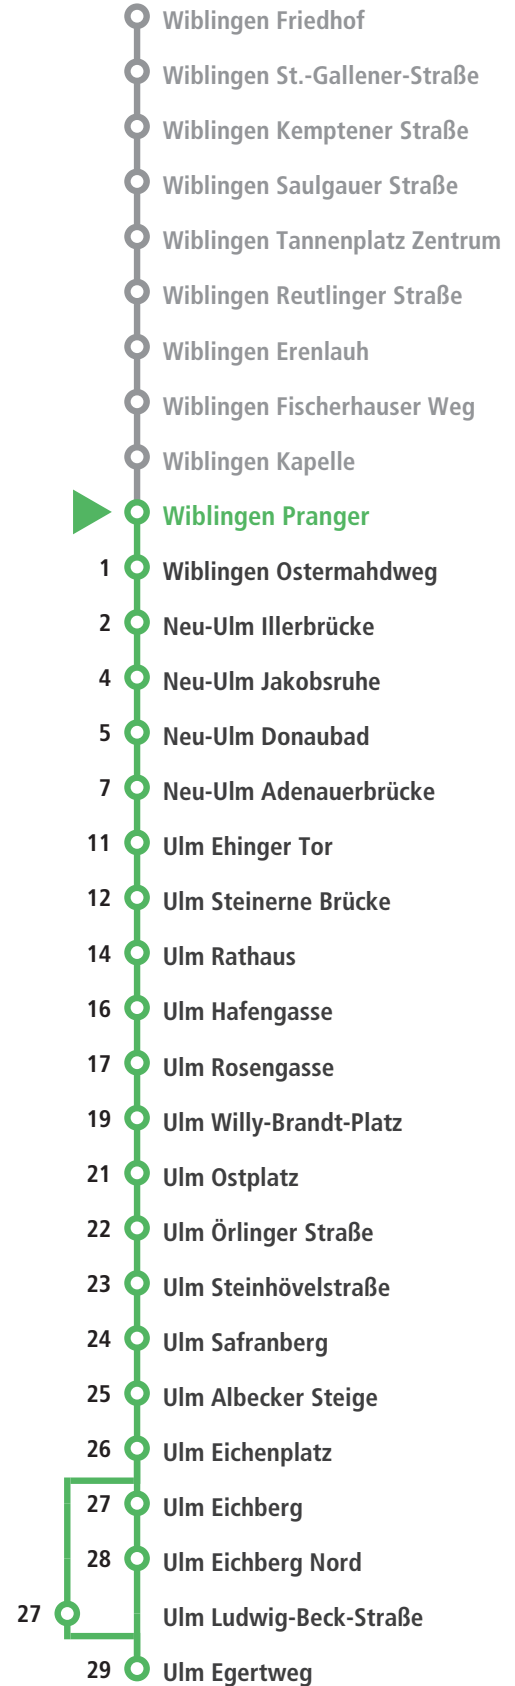 Wiblingen Friedhof
Wiblingen St.-Gallener-Straße
Wiblingen Kemptener Straße
Wiblingen Saulgauer Straße
Wiblingen Tannenplatz Zentrum
Wiblingen Reutlinger Straße
Wiblingen Erenlauh
Wiblingen Fischerhauser Weg
Wiblingen Kapelle
Wiblingen Pranger
1 Wiblingen Ostermahdweg
2 Neu-Ulm Illerbrücke
4 Neu-Ulm Jakobsruhe
5 Neu-Ulm Donaubad
7 Neu-Ulm Adenauerbrücke
11 Ulm Ehinger Tor
12 Ulm Steinerne Brücke
14 Ulm Rathaus
16 Ulm Hafengasse
17 Ulm Rosengasse
19 Ulm Willy-Brandt-Platz
21 Ulm Ostplatz
22 Ulm Örlinger Straße
23 Ulm Steinhövelstraße
24 Ulm Safranberg
25 Ulm Albecker Steige
26 Ulm Eichenplatz
27 Ulm Eichberg
28 Ulm Eichberg Nord
27 Ulm Ludwig-Beck-Straße
29 Ulm Egertweg